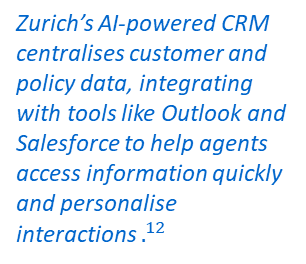 Zurich’s AI-powered CRM
centralises customer and
policy data, integrating
with tools like Outlook and
Salesforce to help agents
access information quickly
and personalise
interactions .12